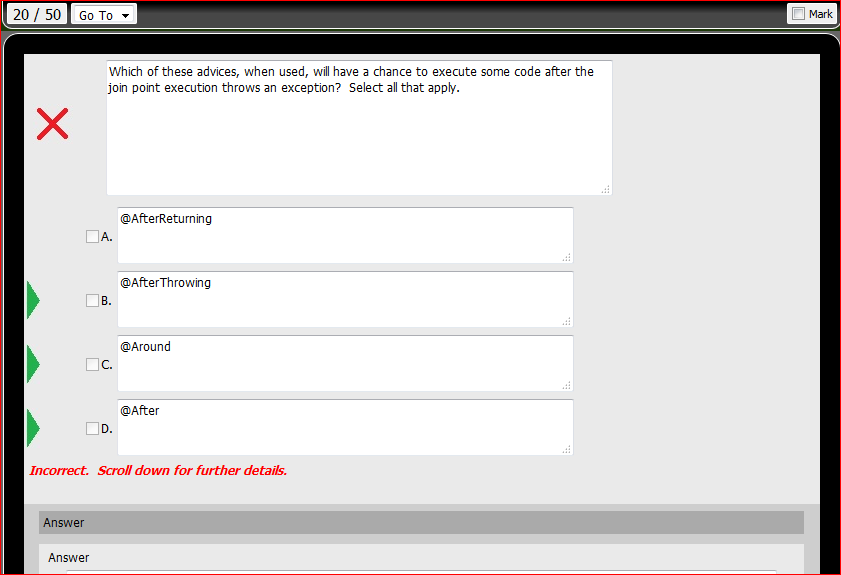 20 / 50 Go To Mark
Which of these advices, when used, will have a chance to execute some code after the
join point execution throws an exception?  Select all that apply.
A. @AfterReturning
B. @AfterThrowing
C. @Around
D. @After
Incorrect.  Scroll down for further details.
Answer
Answer